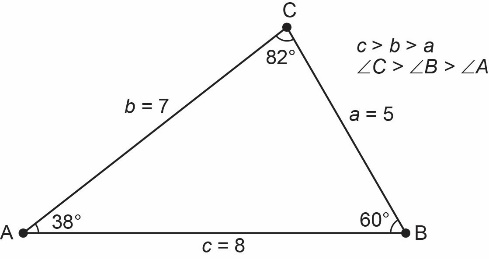 C
82°
c > b > a
∠C > ∠B > ∠A
b = 7
a = 5
A
38°
60°
B
c = 8